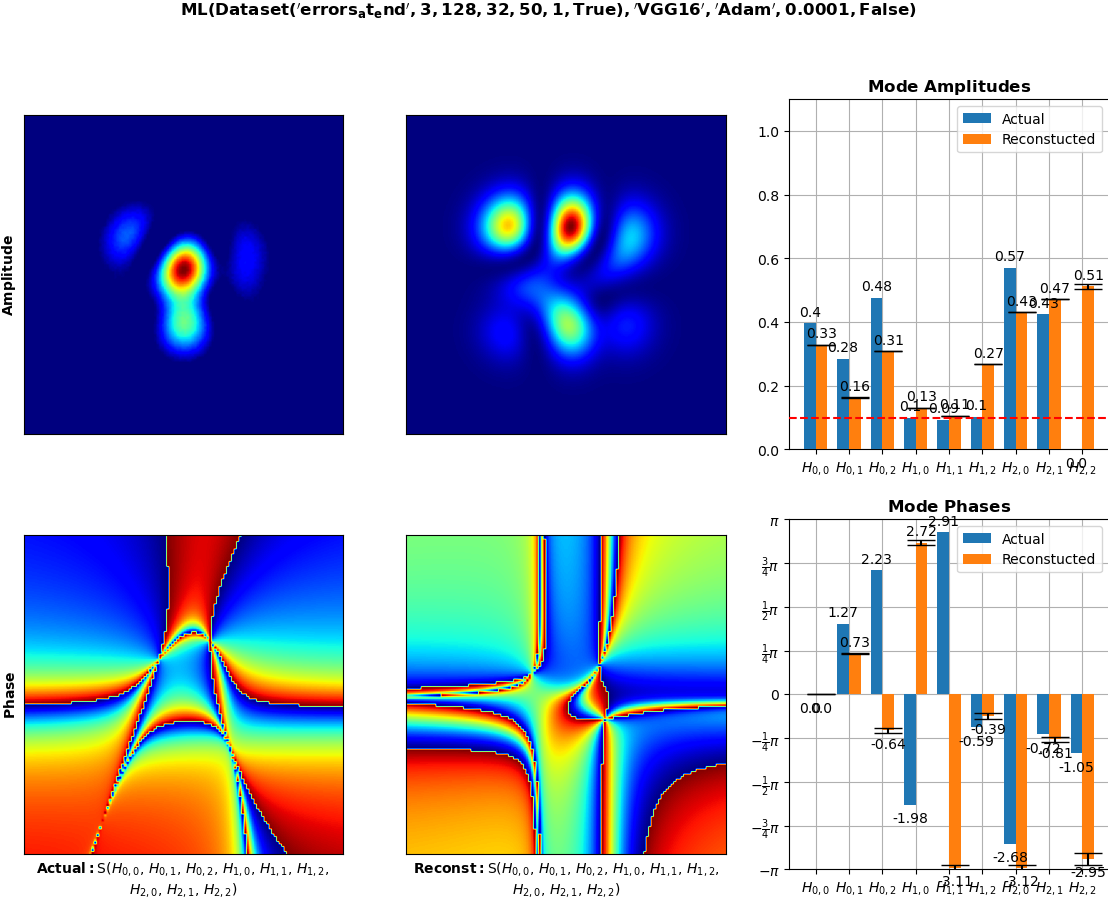 ML(Dataset('errors_at_end', 3, 128, 32, 50, 1, True), 'VGG16', 'Adam', 0.0001, False)
Amplitude
Mode Amplitudes
Actual
Reconstucted
1.0
0.8
0.6
0.4
0.2
0.0
0.4
0.33
0.28
0.16
0.48
0.31
0.1
0.13
0.09
0.11
0.1
0.27
0.57
0.43
0.43
0.47
0.0
0.51
H0,0 H0,1 H0,2 H1,0 H1,1 H1,2 H2,0 H2,1 H2,2
Phase
Mode Phases
Actual
Reconstucted
π
3/4π
1/2π
1/4π
0
−1/4π
−1/2π
−3/4π
−π
0.0
0.0
1.27
0.73
2.23
-0.64
-1.98
2.72
2.91
-3.11
-0.59
-0.39
-2.68
-3.12
-0.72
-0.81
-1.05
-2.95
H0,0 H0,1 H0,2 H1,0 H1,1 H1,2 H2,0 H2,1 H2,2
Actual: S(H0,0, H0,1, H0,2, H1,0, H1,1, H1,2,
H2,0, H2,1, H2,2)
Reconst: S(H0,0, H0,1, H0,2, H1,0, H1,1, H1,2,
H2,0, H2,1, H2,2)